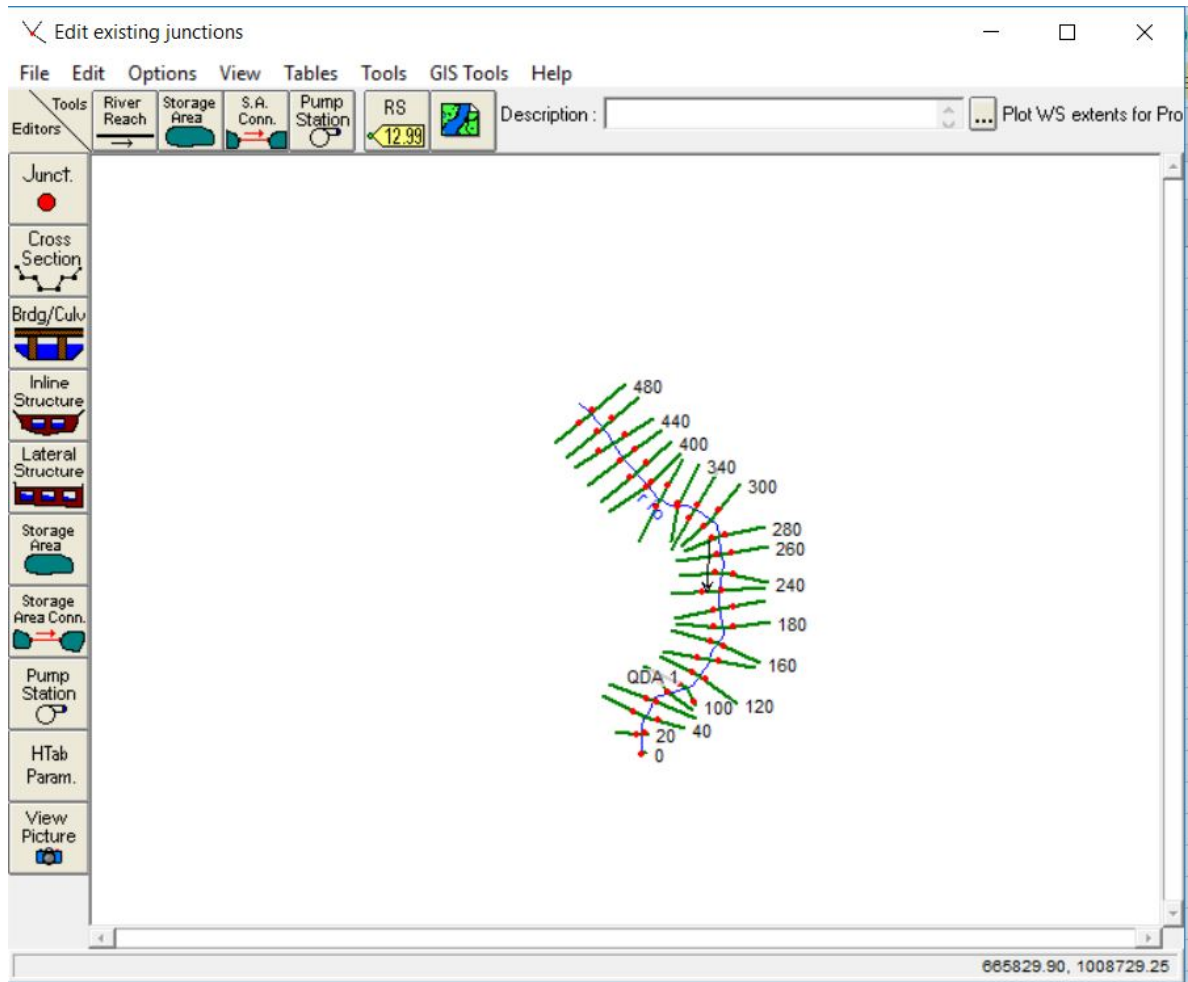 Edit existing junctions
File Edit Options View Tables Tools GIS Tools Help
Tools
Editors
River Reach
Storage Area
S.A. Conn.
Pump Station
RS
12.99
Description :
...
Plot WS extents for Pro
Junct.
Cross Section
Brdg/Culv
Inline Structure
Lateral Structure
Storage Area
Storage Area Conn.
Pump Station
HTab Param.
View Picture
480
440
400
340
300
280
260
240
180
160
QDA 1
100
120
40
20
0
665829.90, 1008729.25